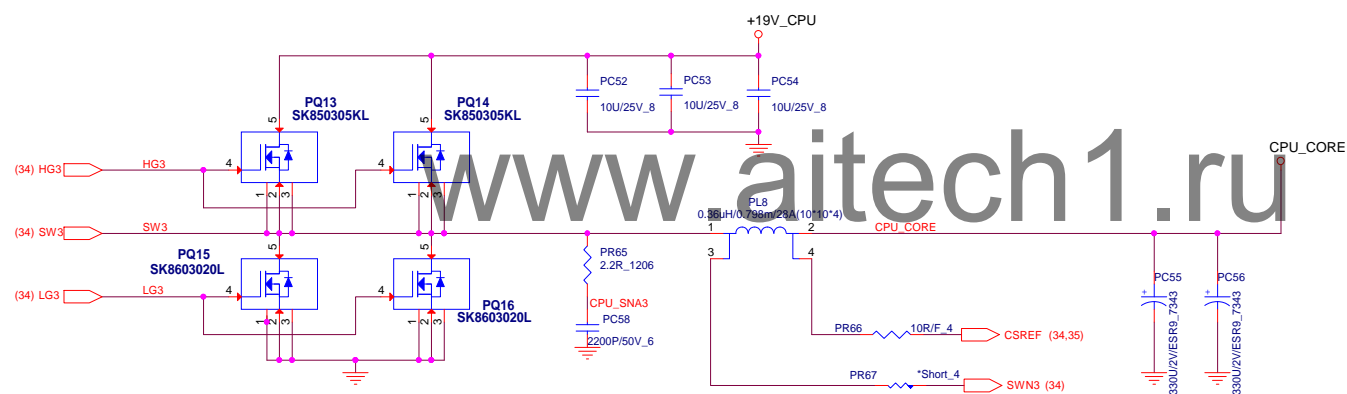 +19V_CPU
PC52
10U/25V_8
PC53
10U/25V_8
PC54
10U/25V_8
PQ13
SK850305KL
PQ14
SK850305KL
5
5
(34) HG3
HG3
4
4
1
2
3
1
2
3
www.aitech1.ru
CPU_CORE
PL8
0.36uH/0.798m/28A(10*10*4)
(34) SW3
SW3
1
2
CPU_CORE
3
4
PQ15
SK8603020L
5
5
PR65
2.2R_1206
(34) LG3
LG3
4
4
PQ16
SK8603020L
1
2
3
1
2
3
CPU_SNA3
PC58
2200P/50V_6
PC55
330U/2V/ESR9_7343
PC56
330U/2V/ESR9_7343
+
+
PR66
10R/F_4
CSREF (34,35)
PR67
*Short_4
SWN3 (34)